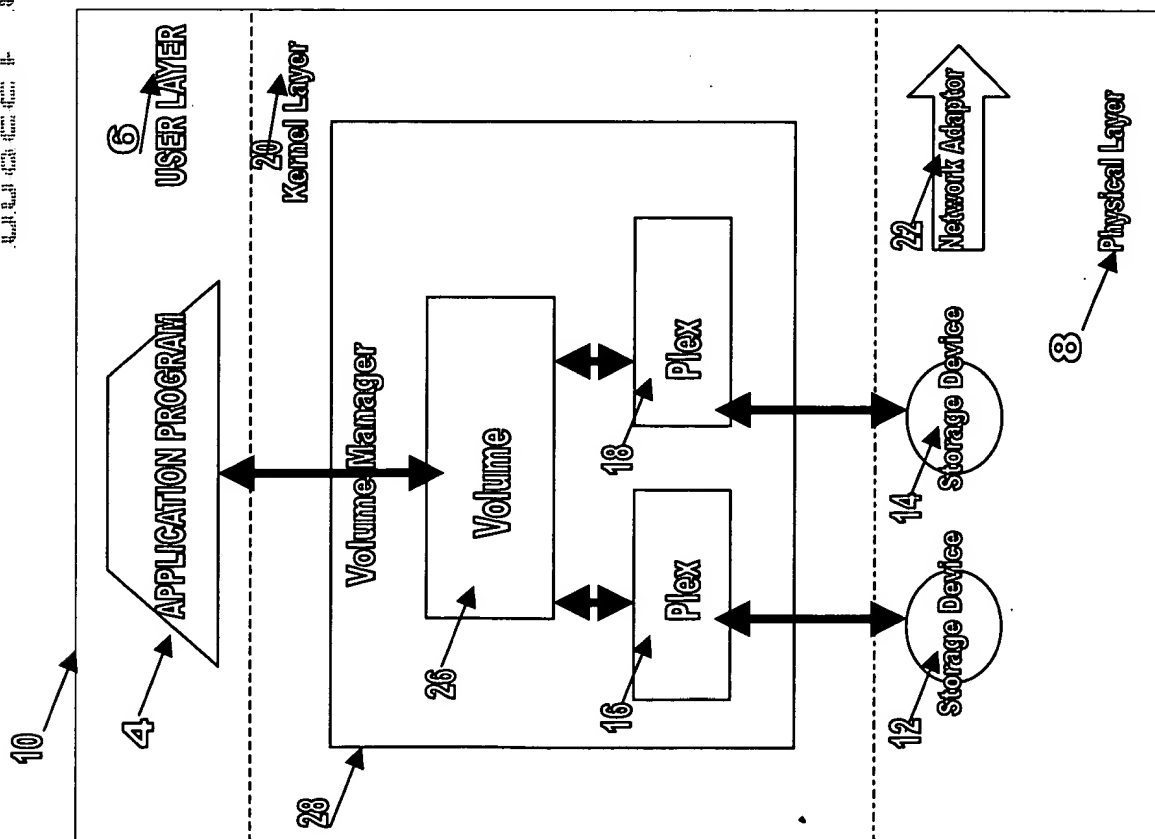 10
4
APPLICATION PROGRAM
6
USER LAYER
20
Kernel Layer
28
Volume Manager
26
Volume
16
Plex
18
Plex
12
Storage Device
14
Storage Device
22
Network Adaptor
8
Physical Layer